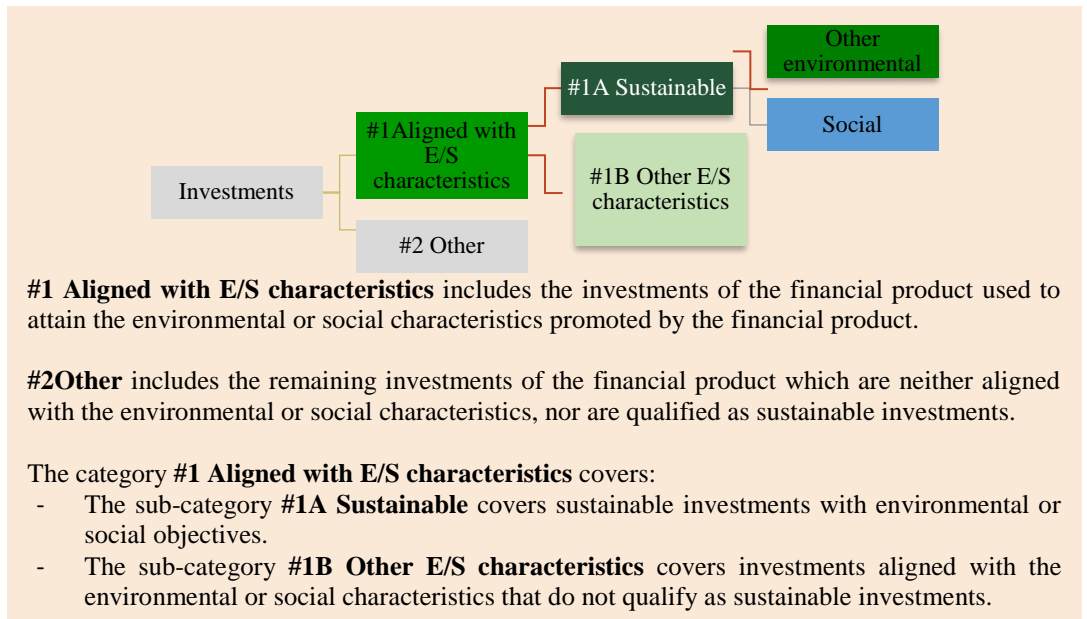 Other
environmental
#1A Sustainable
Social
#1Aligned with
E/S
characteristics
#1B Other E/S
characteristics
Investments
#2 Other
#1 Aligned with E/S characteristics includes the investments of the financial product used to
attain the environmental or social characteristics promoted by the financial product.
#2Other includes the remaining investments of the financial product which are neither aligned
with the environmental or social characteristics, nor are qualified as sustainable investments.
The category #1 Aligned with E/S characteristics covers:
- The sub-category #1A Sustainable covers sustainable investments with environmental or
social objectives.
- The sub-category #1B Other E/S characteristics covers investments aligned with the
environmental or social characteristics that do not qualify as sustainable investments.